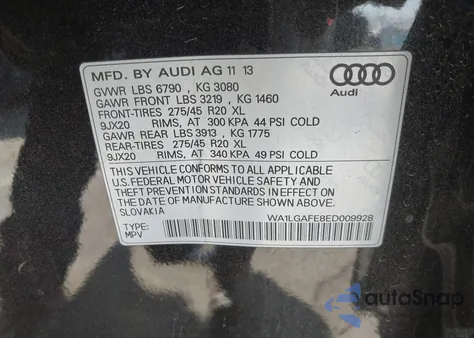 MFD. BY AUDI AG 11 13
GVWR LBS 6790 , KG 3080
GAWR FRONT LBS 3219 , KG 1460
FRONT-TIRES 275/45 R20 XL
9JX20 RIMS, AT 300 KPA 44 PSI COLD
GAWR REAR LBS 3913 , KG 1775
REAR-TIRES 275/45 R20 XL
9JX20 RIMS, AT 340 KPA 49 PSI COLD
THIS VEHICLE CONFORMS TO ALL APPLICABLE
U.S. FEDERAL MOTOR VEHICLE SAFETY AND
THEFT PREVENTION STANDARDS IN EFFECT ON
THE DATE OF MANUFACTURE SHOWN ABOVE.
SLOVAKIA WA1LGAFE8ED009928
TYPE:
MPV
Audi
autoSnap